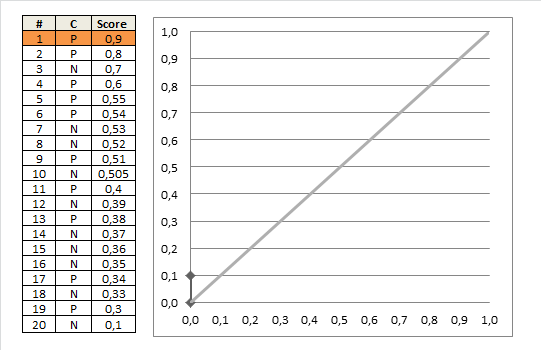 # C Score
1 P 0,9
2 P 0,8
3 N 0,7
4 P 0,6
5 P 0,55
6 P 0,54
7 N 0,53
8 N 0,52
9 P 0,51
10 N 0,505
11 P 0,4
12 N 0,39
13 P 0,38
14 N 0,37
15 N 0,36
16 N 0,35
17 P 0,34
18 N 0,33
19 P 0,3
20 N 0,1
1,0
0,9
0,8
0,7
0,6
0,5
0,4
0,3
0,2
0,1
0,0
0,0 0,1 0,2 0,3 0,4 0,5 0,6 0,7 0,8 0,9 1,0